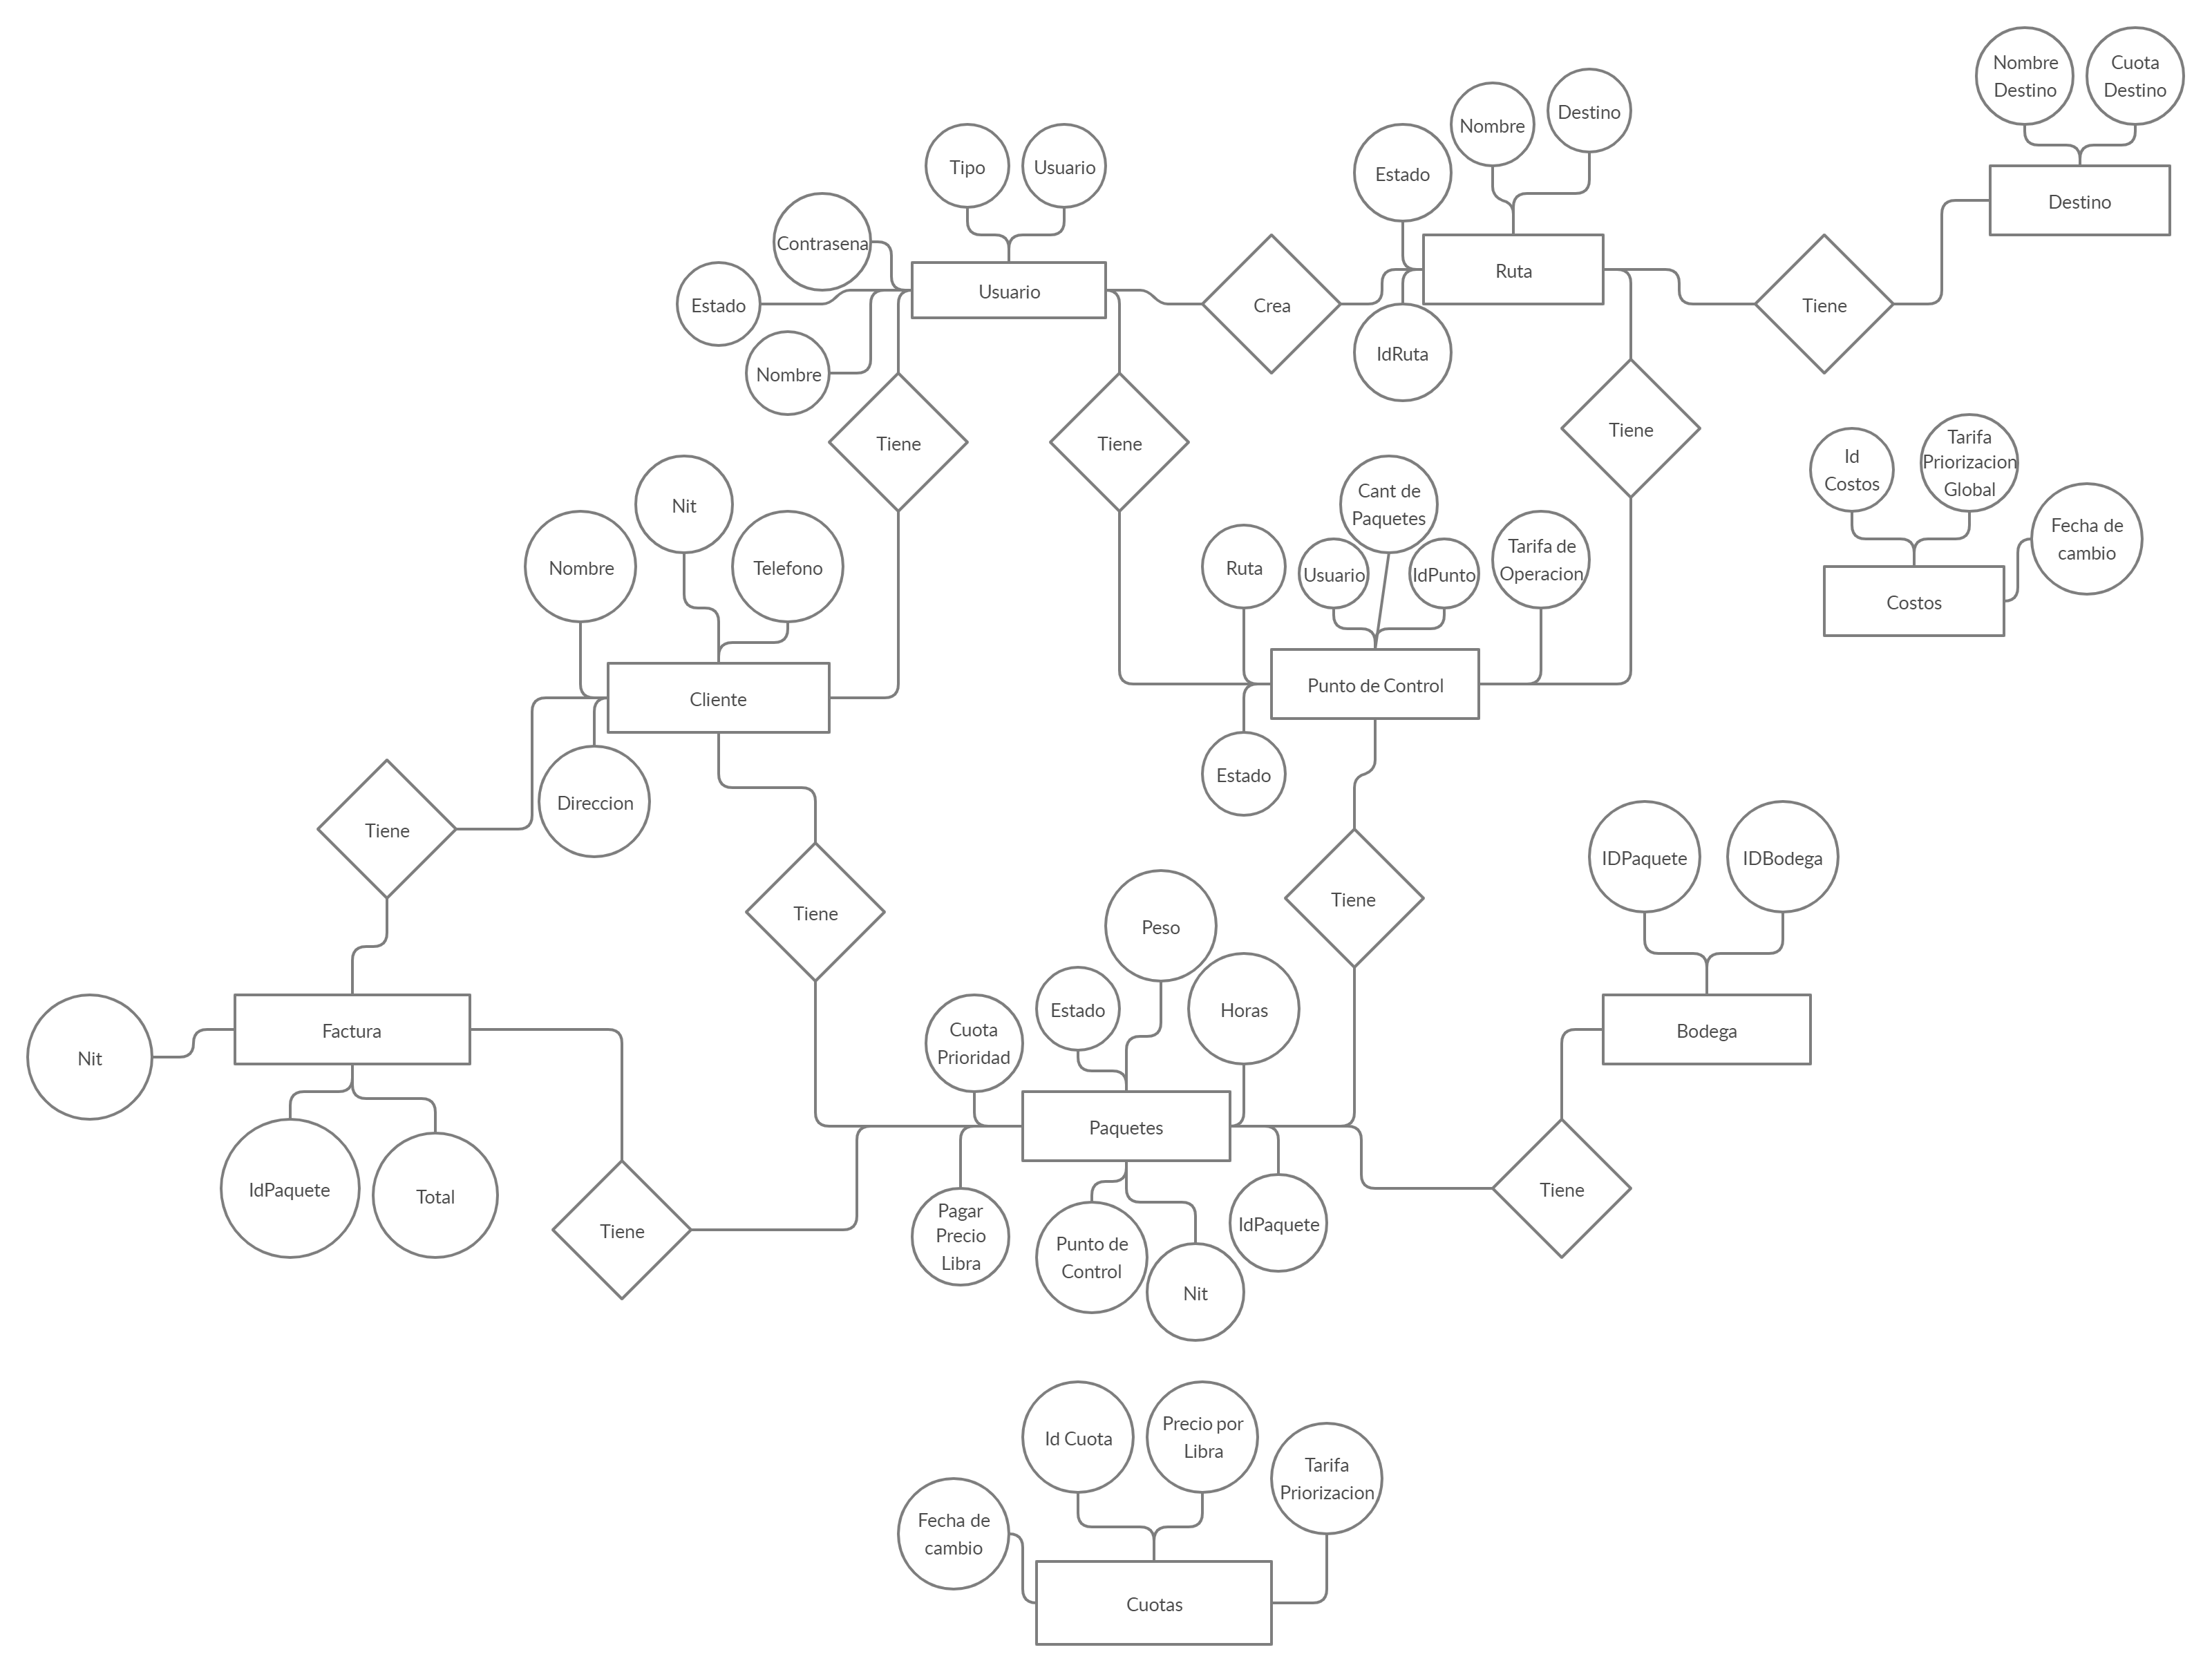 Nombre
Destino
Cuota
Destino
Destino
Nombre
Estado
Tipo
Usuario
Contrasena
Destino
Ruta
Usuario
Estado
Crea
Tiene
IdRuta
Nombre
Tiene
Tiene
Tiene
Id
Costos
Tarifa
Priorizacion
Global
Fecha de
cambio
Costos
Nit
Nombre
Telefono
Cant de
Paquetes
Ruta
Usuario
IdPunto
Tarifa de
Operacion
Cliente
Punto de Control
Estado
Direccion
Tiene
Tiene
Tiene
IDPaquete
IDBodega
Peso
Estado
Horas
Cuota
Prioridad
Nit
Factura
Bodega
Paquetes
IdPaquete
Total
Tiene
Pagar
Precio
Libra
Punto de
Control
Nit
IdPaquete
Tiene
Id Cuota
Precio por
Libra
Tarifa
Priorizacion
Fecha de
cambio
Cuotas